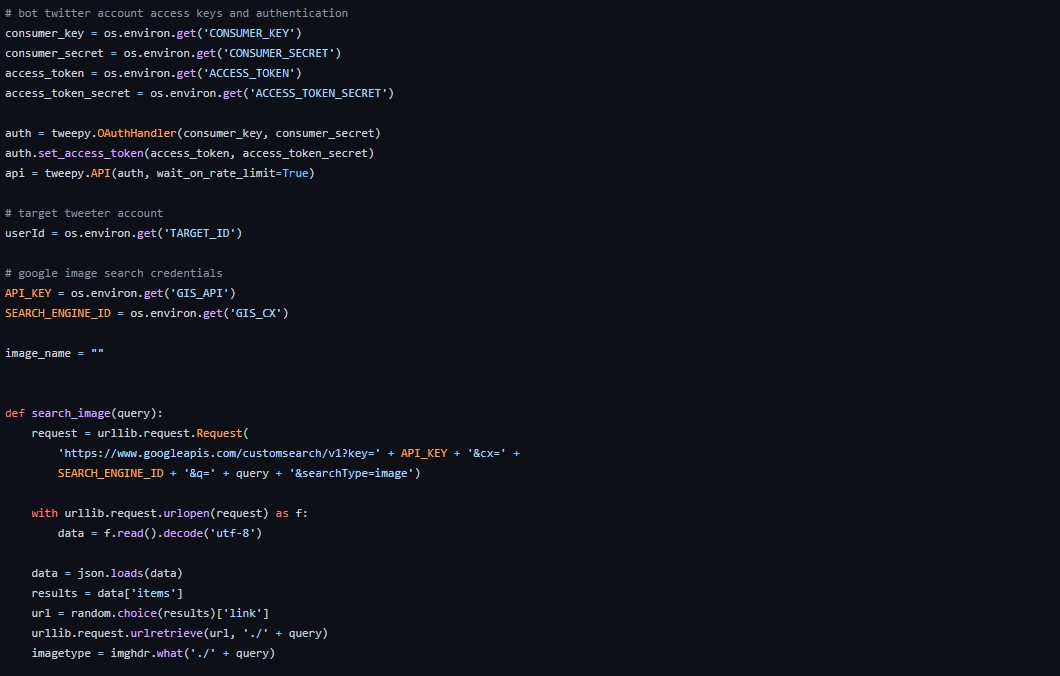 # bot twitter account access keys and authentication
consumer_key = os.environ.get('CONSUMER_KEY')
consumer_secret = os.environ.get('CONSUMER_SECRET')
access_token = os.environ.get('ACCESS_TOKEN')
access_token_secret = os.environ.get('ACCESS_TOKEN_SECRET')
auth = tweepy.OAuthHandler(consumer_key, consumer_secret)
auth.set_access_token(access_token, access_token_secret)
api = tweepy.API(auth, wait_on_rate_limit=True)
# target tweeter account
userId = os.environ.get('TARGET_ID')
# google image search credentials
API_KEY = os.environ.get('GIS_API')
SEARCH_ENGINE_ID = os.environ.get('GIS_CX')
image_name = ""
def search_image(query):
    request = urllib.request.Request(
        'https://www.googleapis.com/customsearch/v1?key=' + API_KEY + '&cx=' +
        SEARCH_ENGINE_ID + '&q=' + query + '&searchType=image')
    with urllib.request.urlopen(request) as f:
        data = f.read().decode('utf-8')
    data = json.loads(data)
    results = data['items']
    url = random.choice(results)['link']
    urllib.request.urlretrieve(url, './' + query)
    imagetype = imghdr.what('./' + query)